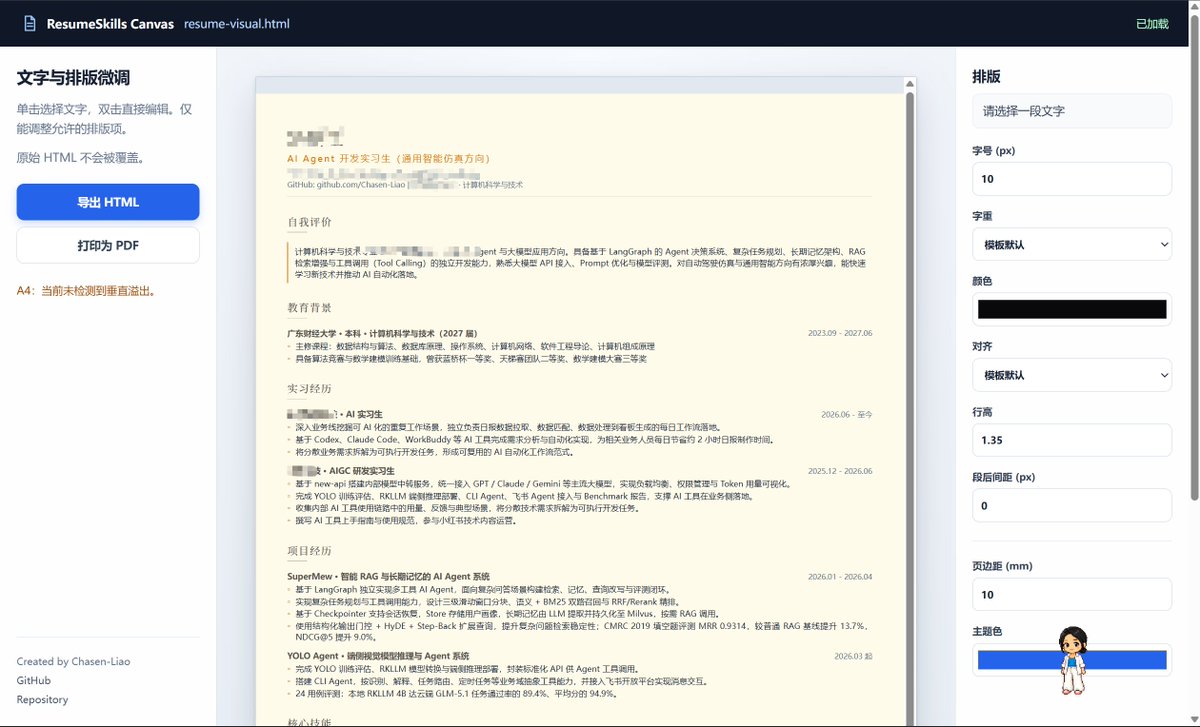 ResumeSkills Canvas resume-visual.html
已加载
文字与排版微调
单击选择文字，双击直接编辑。仅
能调整允许的排版项。
原始 HTML 不会被覆盖。
导出 HTML
打印为 PDF
A4：当前未检测到垂直溢出。
Created by Chasen-Liao
GitHub
Repository
AI Agent 开发实习生（通用智能仿真方向）
GitHub: github.com/Chasen-Liao | · 计算机科学与技术
自我评价
计算机科学与技术 gent 与大模型应用方向。具备基于 LangGraph 的 Agent 决策系统、复杂任务规划、长期记忆架构、RAG
检索增强与工具调用（Tool Calling）的独立开发能力，熟悉大模型 API 接入、Prompt 优化与模型评测。对自动驾驶仿真与通用智能方向有浓厚兴趣，能快速
学习新技术并推动 AI 自动化落地。
教育背景
广东财经大学 • 本科 • 计算机科学与技术（2027 届） 2023.09 - 2027.06
- 主修课程：数据结构与算法、数据库原理、操作系统、计算机网络、软件工程导论、计算机组成原理
- 具备算法竞赛与数学建模训练基础，曾获蓝桥杯一等奖、天梯赛团队二等奖、数学建模大赛三等奖
实习经历
• AI 实习生 2026.06 - 至今
- 深入业务线挖掘可 AI 化的重复工作场景，独立负责日报数据拉取、数据匹配、数据处理到看板生成的每日工作流落地。
- 基于 Codex、Claude Code、WorkBuddy 等 AI 工具完成需求分析与自动化实现，为相关业务人员每日节省约 2 小时日报制作时间。
- 将分散业务需求拆解为可执行开发任务，形成可复用的 AI 自动化工作流范式。
• AIGC 研发实习生 2025.12 - 2026.06
- 基于 new-api 搭建内部模型中转服务，统一接入 GPT / Claude / Gemini 等主流大模型，实现负载均衡、权限管理与 Token 用量可视化。
- 完成 YOLO 训练评估、RKLLM 端侧推理部署、CLI Agent、飞书 Agent 接入与 Benchmark 报告，支撑 AI 工具在业务侧落地。
- 收集内部 AI 工具使用链路中的用量、反馈与典型场景，将分散技术需求拆解为可执行开发任务。
- 撰写 AI 工具上手指南与使用规范，参与小红书技术内容运营。
项目经历
SuperMew • 智能 RAG 与长期记忆的 AI Agent 系统 2026.01 - 2026.04
- 基于 LangGraph 独立实现多工具 AI Agent，面向复杂问答场景构建检索、记忆、查询改写与评测闭环。
- 实现复杂任务规划与工具调用能力，设计三级滑动窗口分块、语义 + BM25 双路召回与 RRF/Rerank 精排。
- 基于 Checkpointer 支持会话恢复，Store 存储用户画像，长期记忆由 LLM 提取并持久化至 Milvus，按需 RAG 调用。
- 使用结构化输出门控 + HyDE + Step-Back 扩展查询，提升复杂问题检索稳定性；CMRC 2019 填空题评测 MRR 0.9314，较普通 RAG 基线提升 13.7%，
NDCG@5 提升 9.0%。
YOLO Agent • 端侧视觉模型推理与 Agent 系统 2026.03 起
- 完成 YOLO 训练评估、RKLLM 模型转换与端侧推理部署，封装标准化 API 供 Agent 工具调用。
- 搭建 CLI Agent，按识别、解释、任务路由、定时任务等业务域抽象工具能力，并接入飞书开放平台实现消息交互。
- 24 用例评测：本地 RKLLM 4B 达云端 GLM-5.1 任务通过率的 89.4%、平均分的 94.9%。
核心技能
排版
请选择一段文字
字号 (px)
10
字重
模板默认
颜色
对齐
模板默认
行高
1.35
段后间距 (px)
0
页边距 (mm)
10
主题色